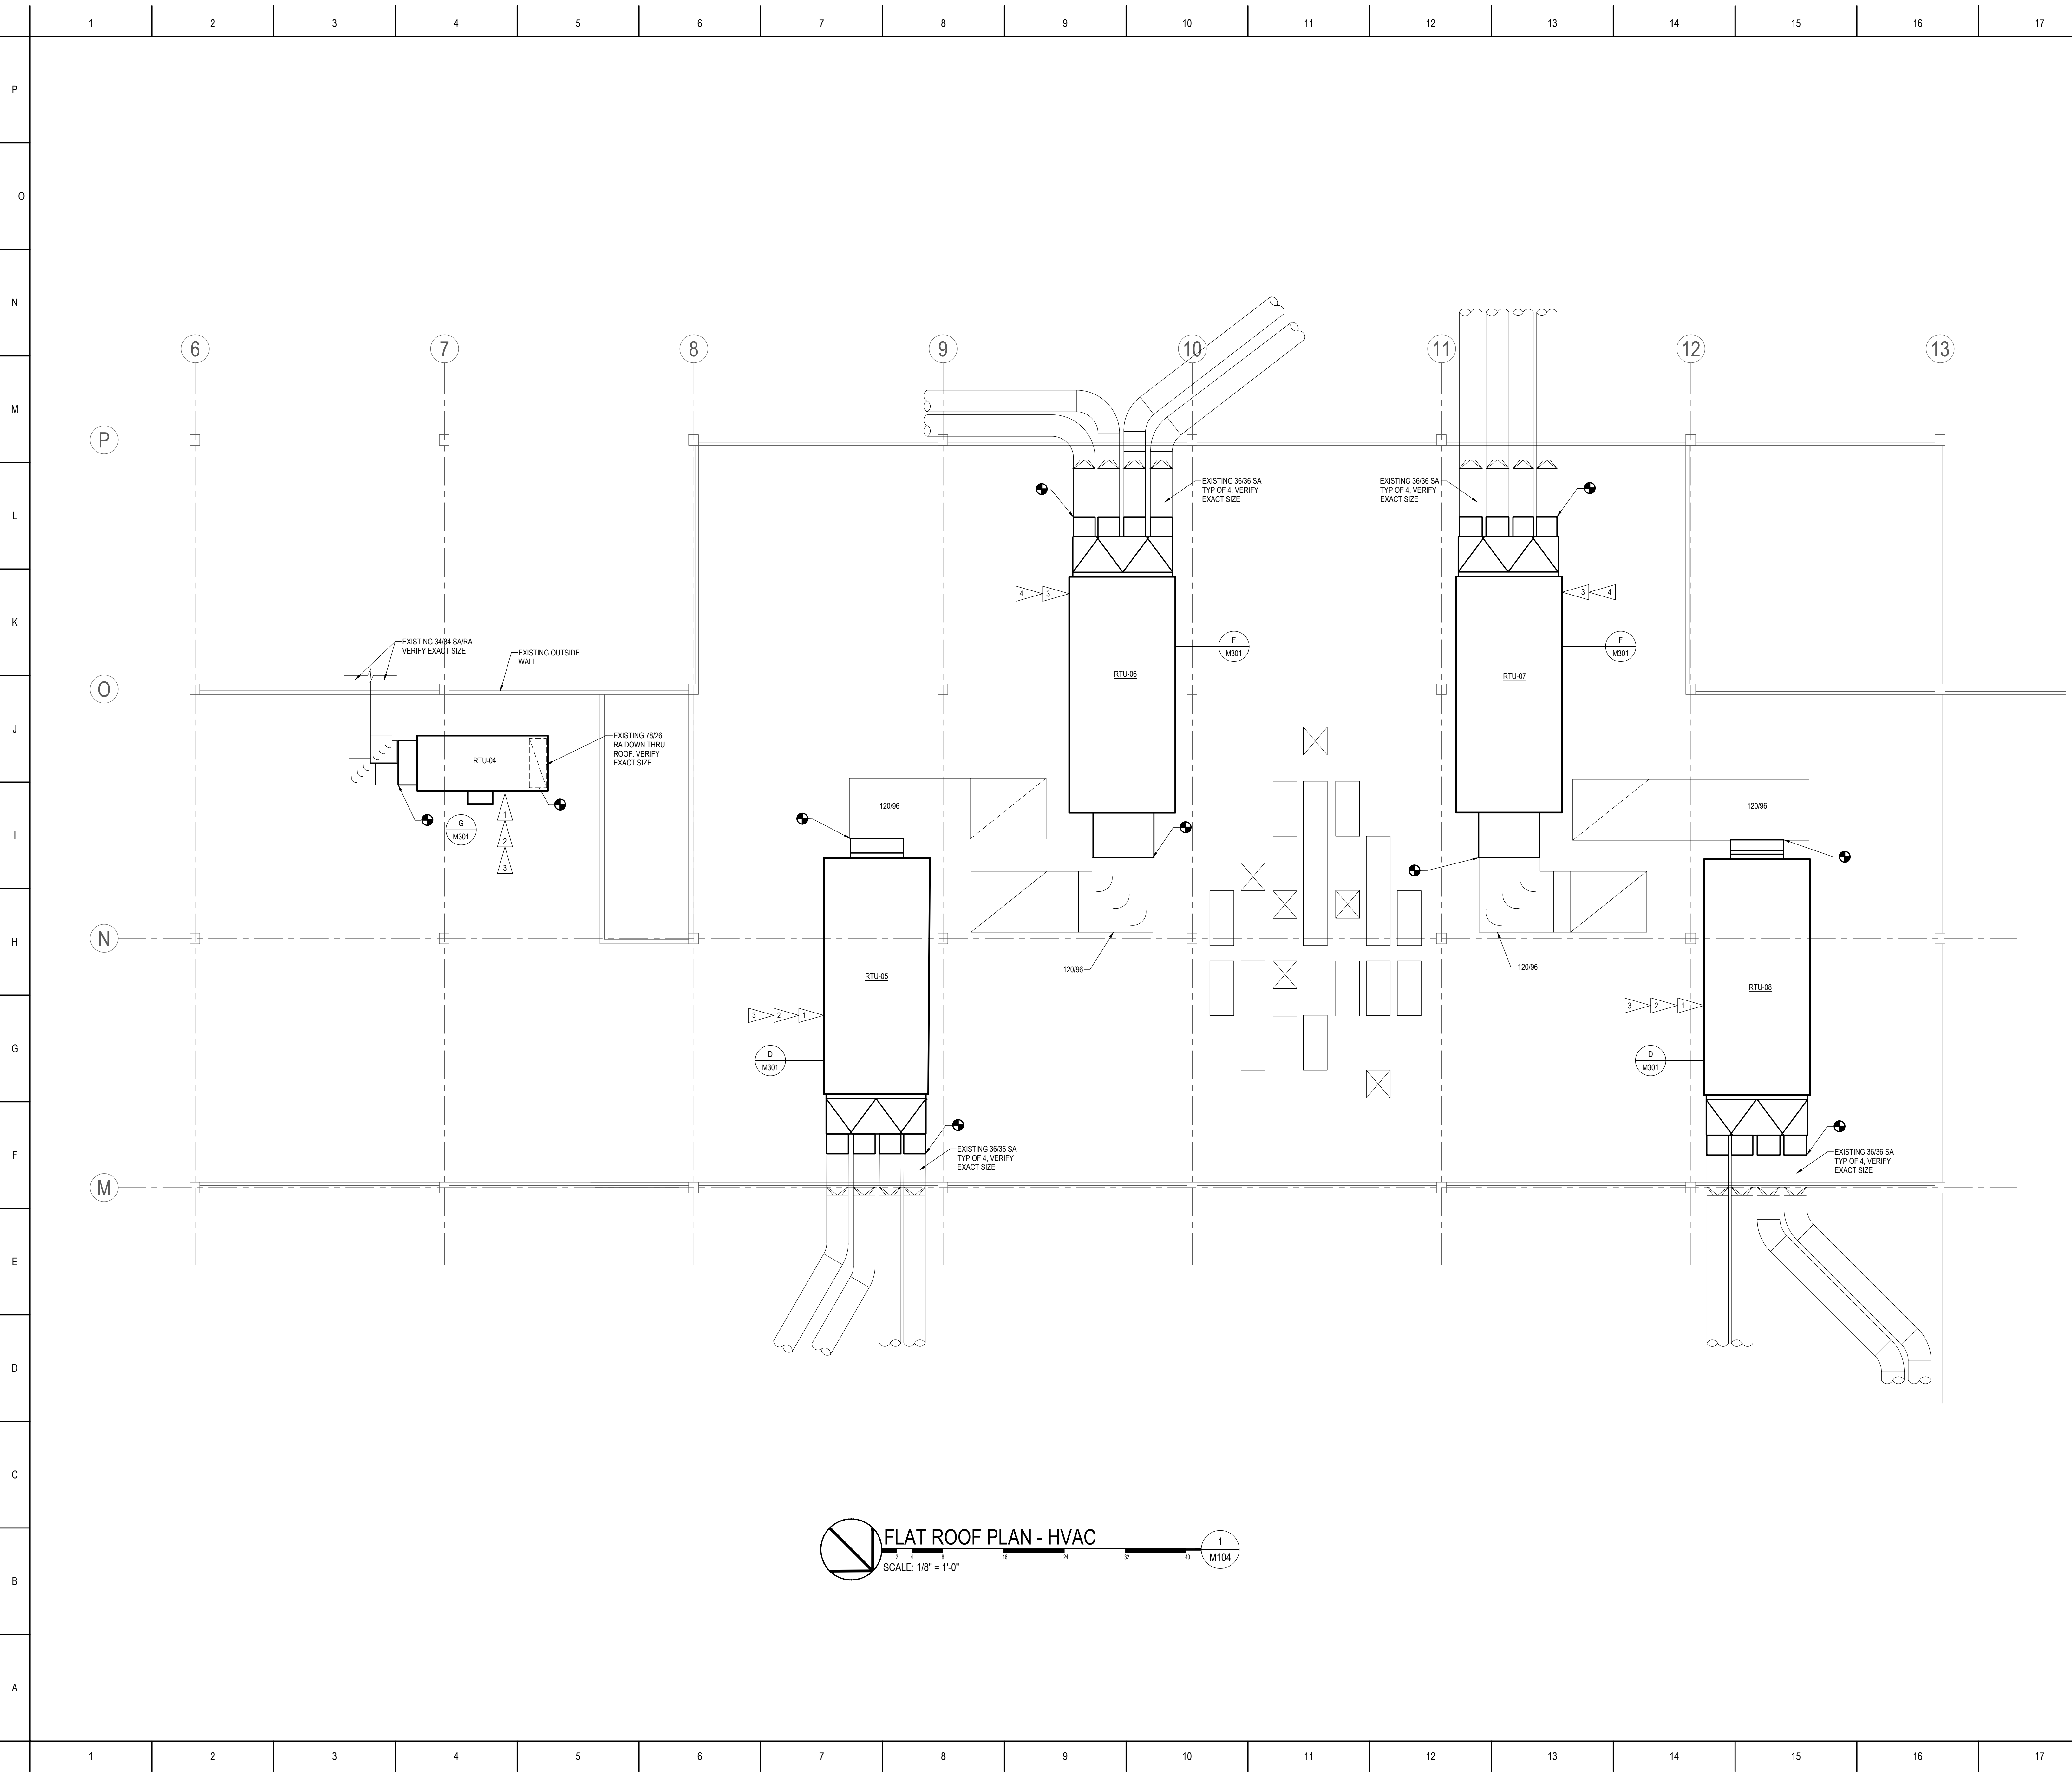 1 2 3 4 5 6 7 8 9 10 11 12 13 14 15 16 17
P
O
N
6 7 8 9 10 11 12 13
M
P
EXISTING 36/36 SA
TYP OF 4, VERIFY
EXACT SIZE
EXISTING 36/36 SA
TYP OF 4, VERIFY
EXACT SIZE
L
4 3
3 4
K
F
M301
F
M301
EXISTING 34/34 SA/RA
VERIFY EXACT SIZE
EXISTING OUTSIDE
WALL
RTU-06
RTU-07
O
J
EXISTING 78/26
RA DOWN THRU
ROOF. VERIFY
EXACT SIZE
RTU-04
120/96
120/96
1
2
3
G
M301
I
N
H
120/96
120/96
RTU-05
RTU-08
3 2 1
3 2 1
G
D
M301
D
M301
F
EXISTING 36/36 SA
TYP OF 4, VERIFY
EXACT SIZE
EXISTING 36/36 SA
TYP OF 4, VERIFY
EXACT SIZE
M
E
D
C
FLAT ROOF PLAN - HVAC
2 4 8 16 24 32 40
SCALE: 1/8" = 1'-0"
1
M104
B
A
1 2 3 4 5 6 7 8 9 10 11 12 13 14 15 16 17